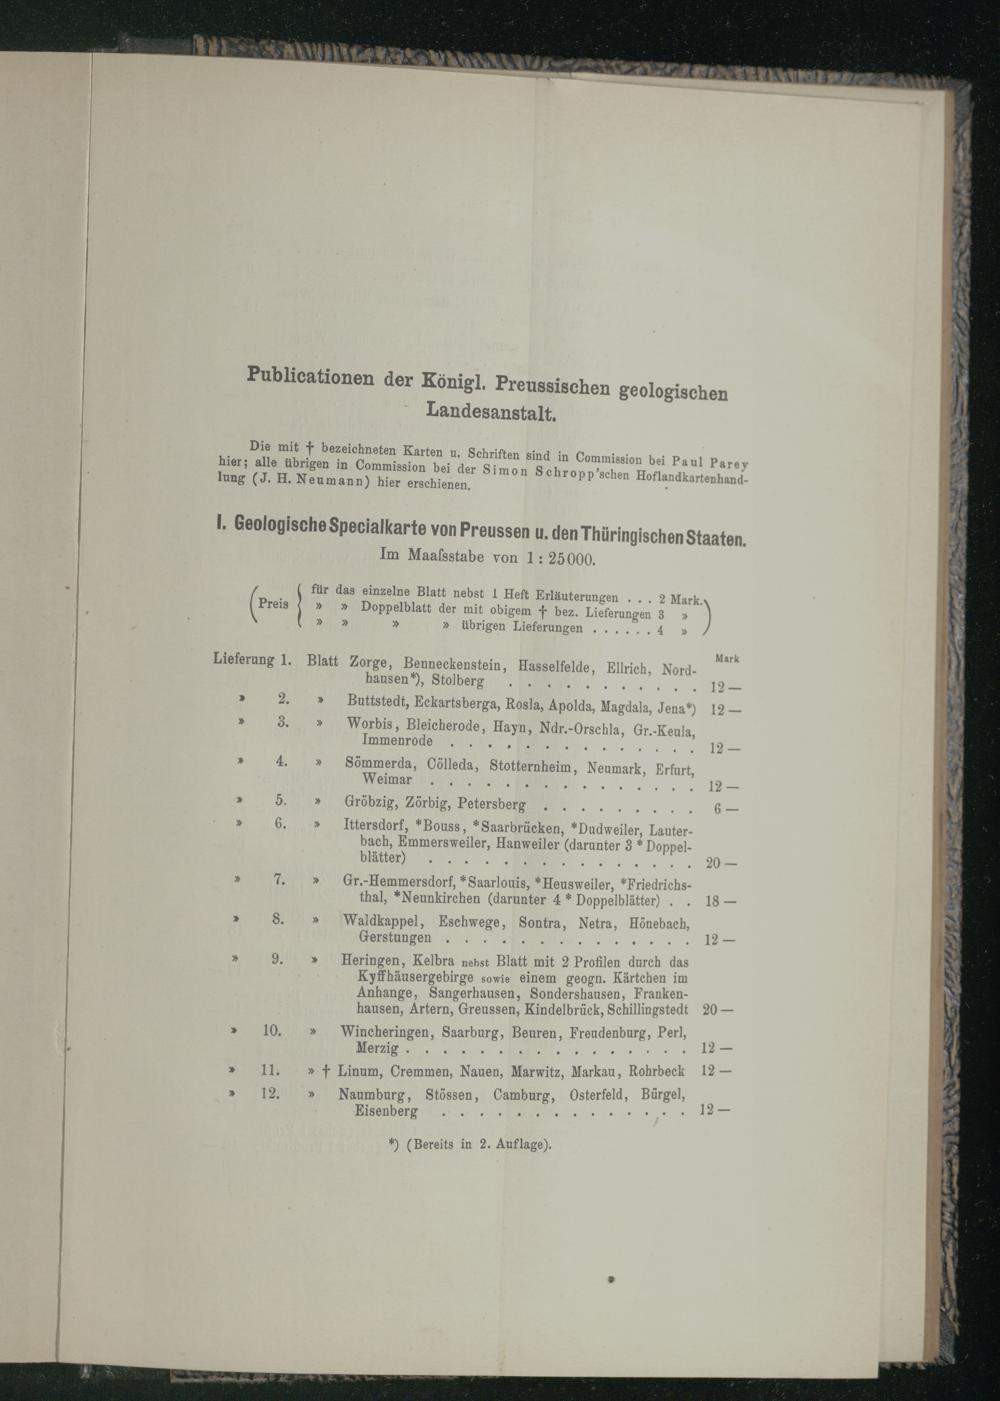 Publicationen der Königl. Preussischen geologischen
Landesanstalt.
Die mit † bezeichneten Karten u. Schriften sind in Commission bei Paul Parey
hier; alle übrigen in Commission bei der Simon Schropp'schen Hoflandkartenhand-
lung (J. H. Neumann) hier erschienen.
I. Geologische Specialkarte von Preussen u. den Thüringischen Staaten.
Im Maaſsstabe von 1 : 25000.
(Preis { für das einzelne Blatt nebst 1 Heft Erläuterungen . . . 2 Mark.)
» » Doppelblatt der mit obigem † bez. Lieferungen 3 »
» » » » übrigen Lieferungen . . . . . . 4 »
Mark
Lieferung 1. Blatt Zorge, Benneckenstein, Hasselfelde, Ellrich, Nord-
hausen*), Stolberg . . . . . . . . . . . 12 —
» 2. » Buttstedt, Eckartsberga, Rosla, Apolda, Magdala, Jena*) 12 —
» 3. » Worbis, Bleicherode, Hayn, Ndr.-Orschla, Gr.-Keula,
Immenrode . . . . . . . . . . . . . . 12 —
» 4. » Sömmerda, Cölleda, Stotternheim, Neumark, Erfurt,
Weimar . . . . . . . . . . . . . . . 12 —
» 5. » Gröbzig, Zörbig, Petersberg . . . . . . . . . 6 —
» 6. » Ittersdorf, *Bouss, *Saarbrücken, *Dudweiler, Lauter-
bach, Emmersweiler, Hanweiler (darunter 3 * Doppel-
blätter) . . . . . . . . . . . . . . . 20 —
» 7. » Gr.-Hemmersdorf, *Saarlouis, *Heusweiler, *Friedrichs-
thal, *Neunkirchen (darunter 4 * Doppelblätter) . . 18 —
» 8. » Waldkappel, Eschwege, Sontra, Netra, Hönebach,
Gerstungen . . . . . . . . . . . . . . 12 —
» 9. » Heringen, Kelbra nebst Blatt mit 2 Profilen durch das
Kyffhäusergebirge sowie einem geogn. Kärtchen im
Anhange, Sangerhausen, Sondershausen, Franken-
hausen, Artern, Greussen, Kindelbrück, Schillingstedt 20 —
» 10. » Wincheringen, Saarburg, Beuren, Freudenburg, Perl,
Merzig . . . . . . . . . . . . . . . . 12 —
» 11. » † Linum, Cremmen, Nauen, Marwitz, Markau, Rohrbeck 12 —
» 12. » Naumburg, Stössen, Camburg, Osterfeld, Bürgel,
Eisenberg . . . . . . . . . . . . . . 12 —
*) (Bereits in 2. Auflage).